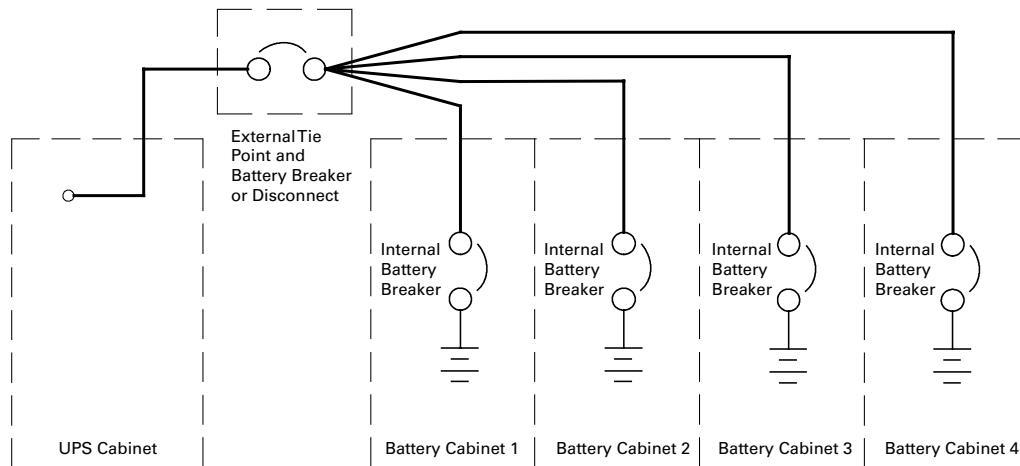 External Tie
Point and
Battery Breaker
or Disconnect
Internal
Battery
Breaker
Internal
Battery
Breaker
Internal
Battery
Breaker
Internal
Battery
Breaker
UPS Cabinet
Battery Cabinet 1
Battery Cabinet 2
Battery Cabinet 3
Battery Cabinet 4